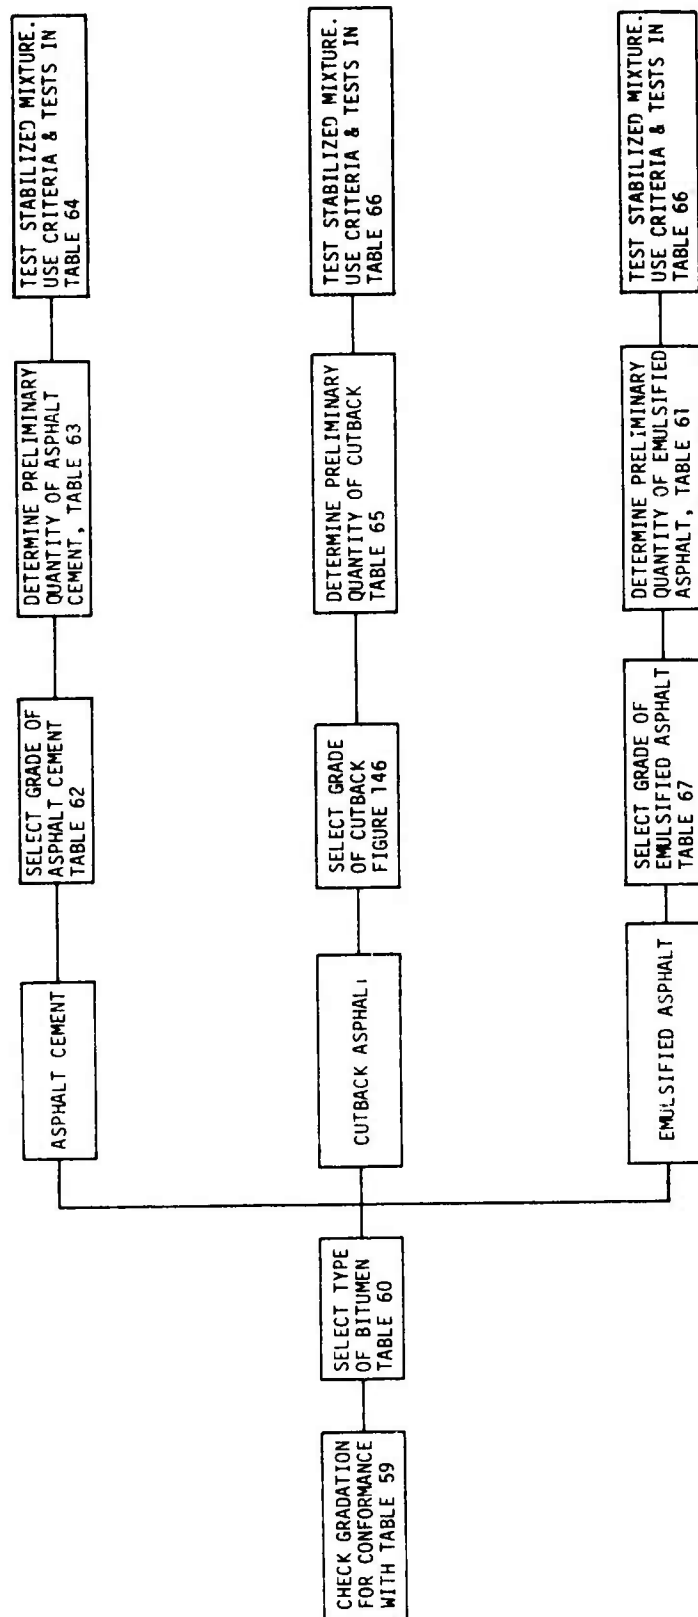 CHECK GRADATION
FOR CONFORMANCE
WITH TABLE 59
SELECT TYPE
OF BITUMEN
TABLE 60
ASPHALT CEMENT
SELECT GRADE OF
ASPHALT CEMENT
TABLE 62
DETERMINE PRELIMINARY
QUANTITY OF ASPHALT
CEMENT, TABLE 63
TEST STABILIZED MIXTURE.
USE CRITERIA & TESTS IN
TABLE 64
CUTBACK ASPHALT
SELECT GRADE
OF CUTBACK
FIGURE 146
DETERMINE PRELIMINARY
QUANTITY OF CUTBACK
TABLE 65
TEST STABILIZED MIXTURE.
USE CRITERIA & TESTS IN
TABLE 66
EMULSIFIED ASPHALT
SELECT GRADE OF
EMULSIFIED ASPHALT
TABLE 67
DETERMINE PRELIMINARY
QUANTITY OF EMULSIFIED
ASPHALT, TABLE 61
TEST STABILIZED MIXTURE.
USE CRITERIA & TESTS IN
TABLE 66